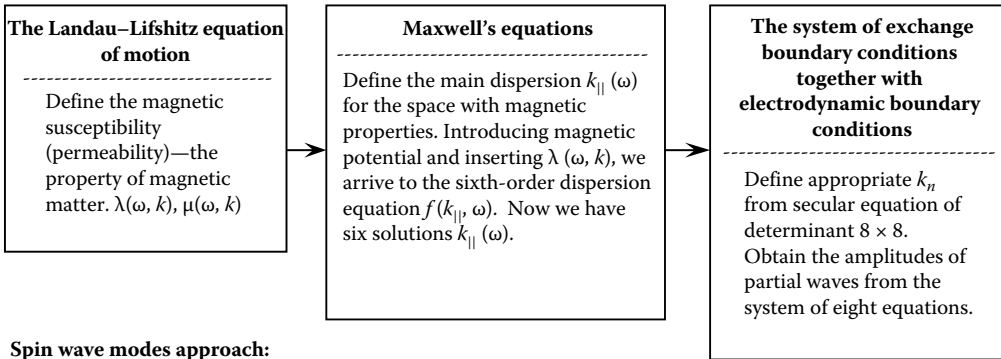 The Landau–Lifshitz equation
of motion
Define the magnetic
susceptibility
(permeability)—the
property of magnetic
matter. λ(ω, k), μ(ω, k)
Maxwell's equations
Define the main dispersion k|| (ω)
for the space with magnetic
properties. Introducing magnetic
potential and inserting λ (ω, k), we
arrive to the sixth-order dispersion
equation f(k||, ω). Now we have
six solutions k|| (ω).
The system of exchange
boundary conditions
together with
electrodynamic boundary
conditions
Define appropriate kn
from secular equation of
determinant 8 × 8.
Obtain the amplitudes of
partial waves from the
system of eight equations.
Spin wave modes approach: